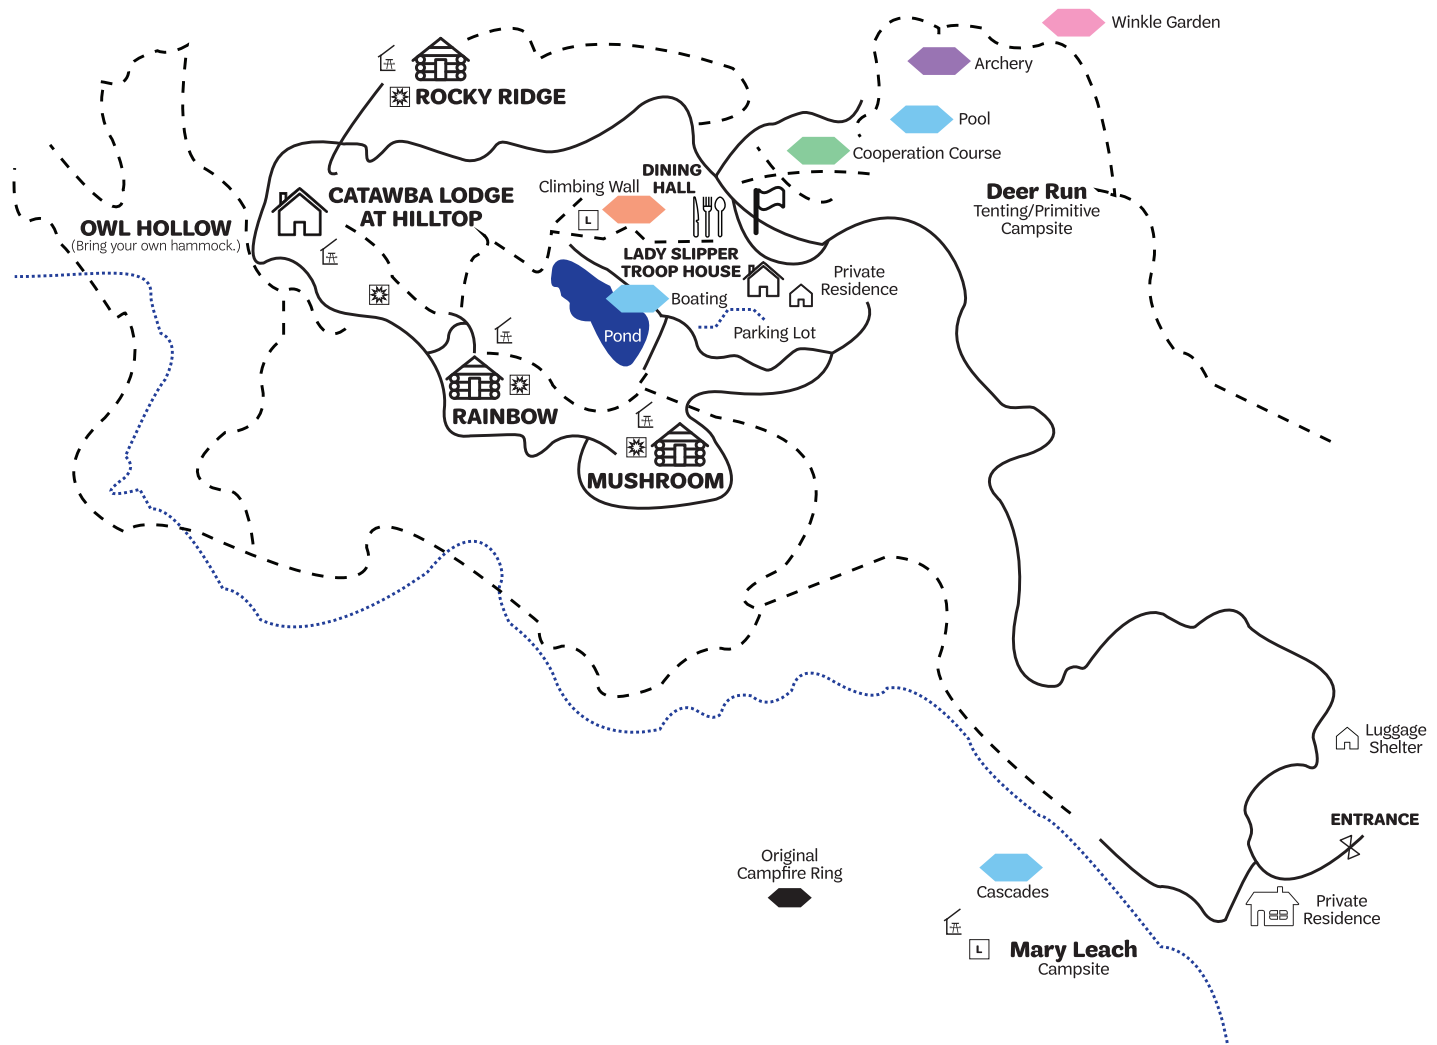 Winkle Garden
Archery
Pool
Cooperation Course
ROCKY RIDGE
DINING
HALL
Climbing Wall
L
CATAWBA LODGE
AT HILLTOP
Deer Run
Tenting/Primitive
Campsite
OWL HOLLOW
(Bring your own hammock.)
LADY SLIPPER
TROOP HOUSE
Private
Residence
Boating
Pond
Parking Lot
RAINBOW
MUSHROOM
Luggage
Shelter
ENTRANCE
Original
Campfire Ring
Cascades
Private
Residence
L
Mary Leach
Campsite